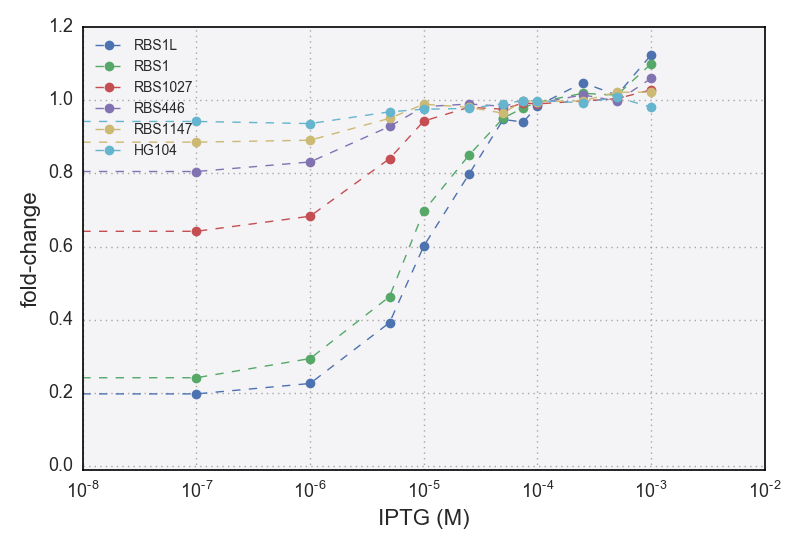 1.2
1.0
0.8
0.6
0.4
0.2
0.0
fold-change
RBS1L
RBS1
RBS1027
RBS446
RBS1147
HG104
10^-8 10^-7 10^-6 10^-5 10^-4 10^-3 10^-2
IPTG (M)